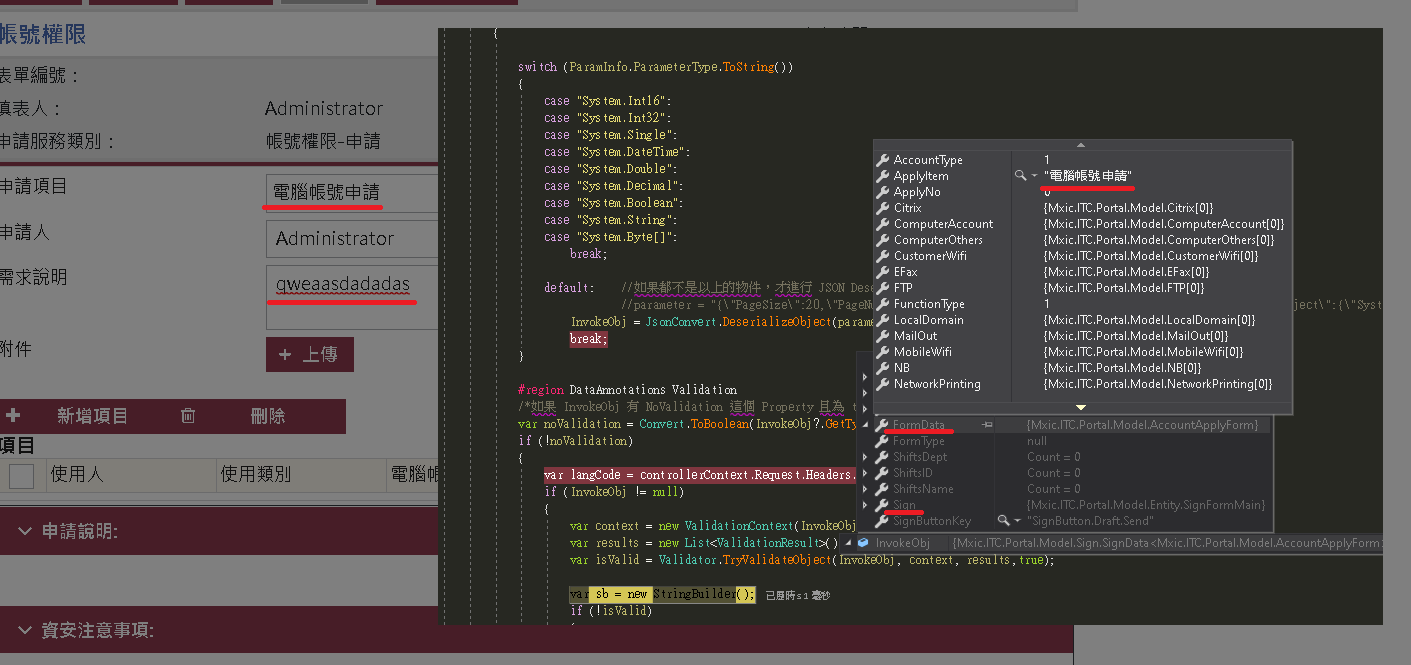 帳號權限
表單編號：
填表人： Administrator
申請服務類別： 帳號權限-申請
申請項目 電腦帳號申請
申請人 Administrator
需求說明 qweaasdadadas
附件 + 上傳
新增項目 刪除
項目
使用人 使用類別 電腦帳
申請說明:
資安注意事項:
{
switch (ParamInfo.ParameterType.ToString())
{
case "System.Int16":
case "System.Int32":
case "System.Single":
case "System.DateTime":
case "System.Double":
case "System.Decimal":
case "System.Boolean":
case "System.String":
case "System.Byte[]":
break;
default: //如果都不是以上的物件，才進行 JSON Dese
//parameter = "{\"PageSize\":20,\"PageNu ject\":{\"Syst
InvokeObj = JsonConvert.DeserializeObject(parame
break;
}
#region DataAnnotations Validation
/*如果 InvokeObj 有 NoValidation 這個 Property 且為 t
var noValidation = Convert.ToBoolean(InvokeObj?.GetTy
if (!noValidation)
{
var langCode = controllerContext.Request.Headers.
if (InvokeObj != null)
{
var context = new ValidationContext(InvokeObj
var results = new List<ValidationResult>()
var isValid = Validator.TryValidateObject(InvokeObj, context, results,true);
var sb = new StringBuilder(); 已歷時≤1 毫秒
if (!isValid)
AccountType 1
ApplyItem "電腦帳號申請"
ApplyNo 0
Citrix {Mxic.ITC.Portal.Model.Citrix[0]}
ComputerAccount {Mxic.ITC.Portal.Model.ComputerAccount[0]}
ComputerOthers {Mxic.ITC.Portal.Model.ComputerOthers[0]}
CustomerWifi {Mxic.ITC.Portal.Model.CustomerWifi[0]}
EFax {Mxic.ITC.Portal.Model.EFax[0]}
FTP {Mxic.ITC.Portal.Model.FTP[0]}
FunctionType 1
LocalDomain {Mxic.ITC.Portal.Model.LocalDomain[0]}
MailOut {Mxic.ITC.Portal.Model.MailOut[0]}
MobileWifi {Mxic.ITC.Portal.Model.MobileWifi[0]}
NB {Mxic.ITC.Portal.Model.NB[0]}
NetworkPrinting {Mxic.ITC.Portal.Model.NetworkPrinting[0]}
FormData {Mxic.ITC.Portal.Model.AccountApplyForm}
FormType null
ShiftsDept Count = 0
ShiftsID Count = 0
ShiftsName Count = 0
Sign {Mxic.ITC.Portal.Model.Entity.SignFormMain}
SignButtonKey "SignButton.Draft.Send"
InvokeObj {Mxic.ITC.Portal.Model.Sign.SignData<Mxic.ITC.Portal.Model.AccountApplyForm>